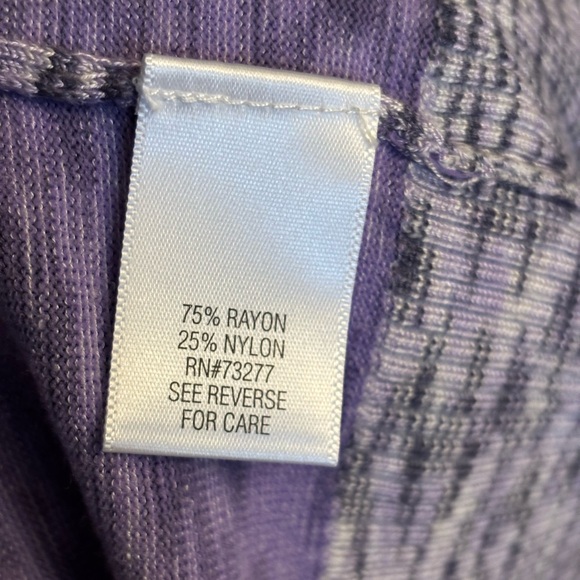 75% RAYON
25% NYLON
RN#73277
SEE REVERSE
FOR CARE